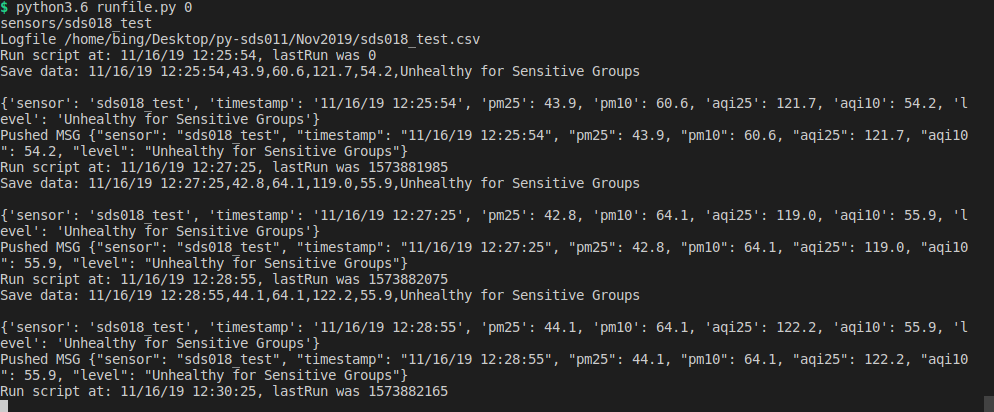 $ python3.6 runfile.py 0
sensors/sds018_test
Logfile /home/bing/Desktop/py-sds011/Nov2019/sds018_test.csv
Run script at: 11/16/19 12:25:54, lastRun was 0
Save data: 11/16/19 12:25:54,43.9,60.6,121.7,54.2,Unhealthy for Sensitive Groups

{'sensor': 'sds018_test', 'timestamp': '11/16/19 12:25:54', 'pm25': 43.9, 'pm10': 60.6, 'aqi25': 121.7, 'aqi10': 54.2, 'l
evel': 'Unhealthy for Sensitive Groups'}
Pushed MSG {"sensor": "sds018_test", "timestamp": "11/16/19 12:25:54", "pm25": 43.9, "pm10": 60.6, "aqi25": 121.7, "aqi10
": 54.2, "level": "Unhealthy for Sensitive Groups"}
Run script at: 11/16/19 12:27:25, lastRun was 1573881985
Save data: 11/16/19 12:27:25,42.8,64.1,119.0,55.9,Unhealthy for Sensitive Groups

{'sensor': 'sds018_test', 'timestamp': '11/16/19 12:27:25', 'pm25': 42.8, 'pm10': 64.1, 'aqi25': 119.0, 'aqi10': 55.9, 'l
evel': 'Unhealthy for Sensitive Groups'}
Pushed MSG {"sensor": "sds018_test", "timestamp": "11/16/19 12:27:25", "pm25": 42.8, "pm10": 64.1, "aqi25": 119.0, "aqi10
": 55.9, "level": "Unhealthy for Sensitive Groups"}
Run script at: 11/16/19 12:28:55, lastRun was 1573882075
Save data: 11/16/19 12:28:55,44.1,64.1,122.2,55.9,Unhealthy for Sensitive Groups

{'sensor': 'sds018_test', 'timestamp': '11/16/19 12:28:55', 'pm25': 44.1, 'pm10': 64.1, 'aqi25': 122.2, 'aqi10': 55.9, 'l
evel': 'Unhealthy for Sensitive Groups'}
Pushed MSG {"sensor": "sds018_test", "timestamp": "11/16/19 12:28:55", "pm25": 44.1, "pm10": 64.1, "aqi25": 122.2, "aqi10
": 55.9, "level": "Unhealthy for Sensitive Groups"}
Run script at: 11/16/19 12:30:25, lastRun was 1573882165